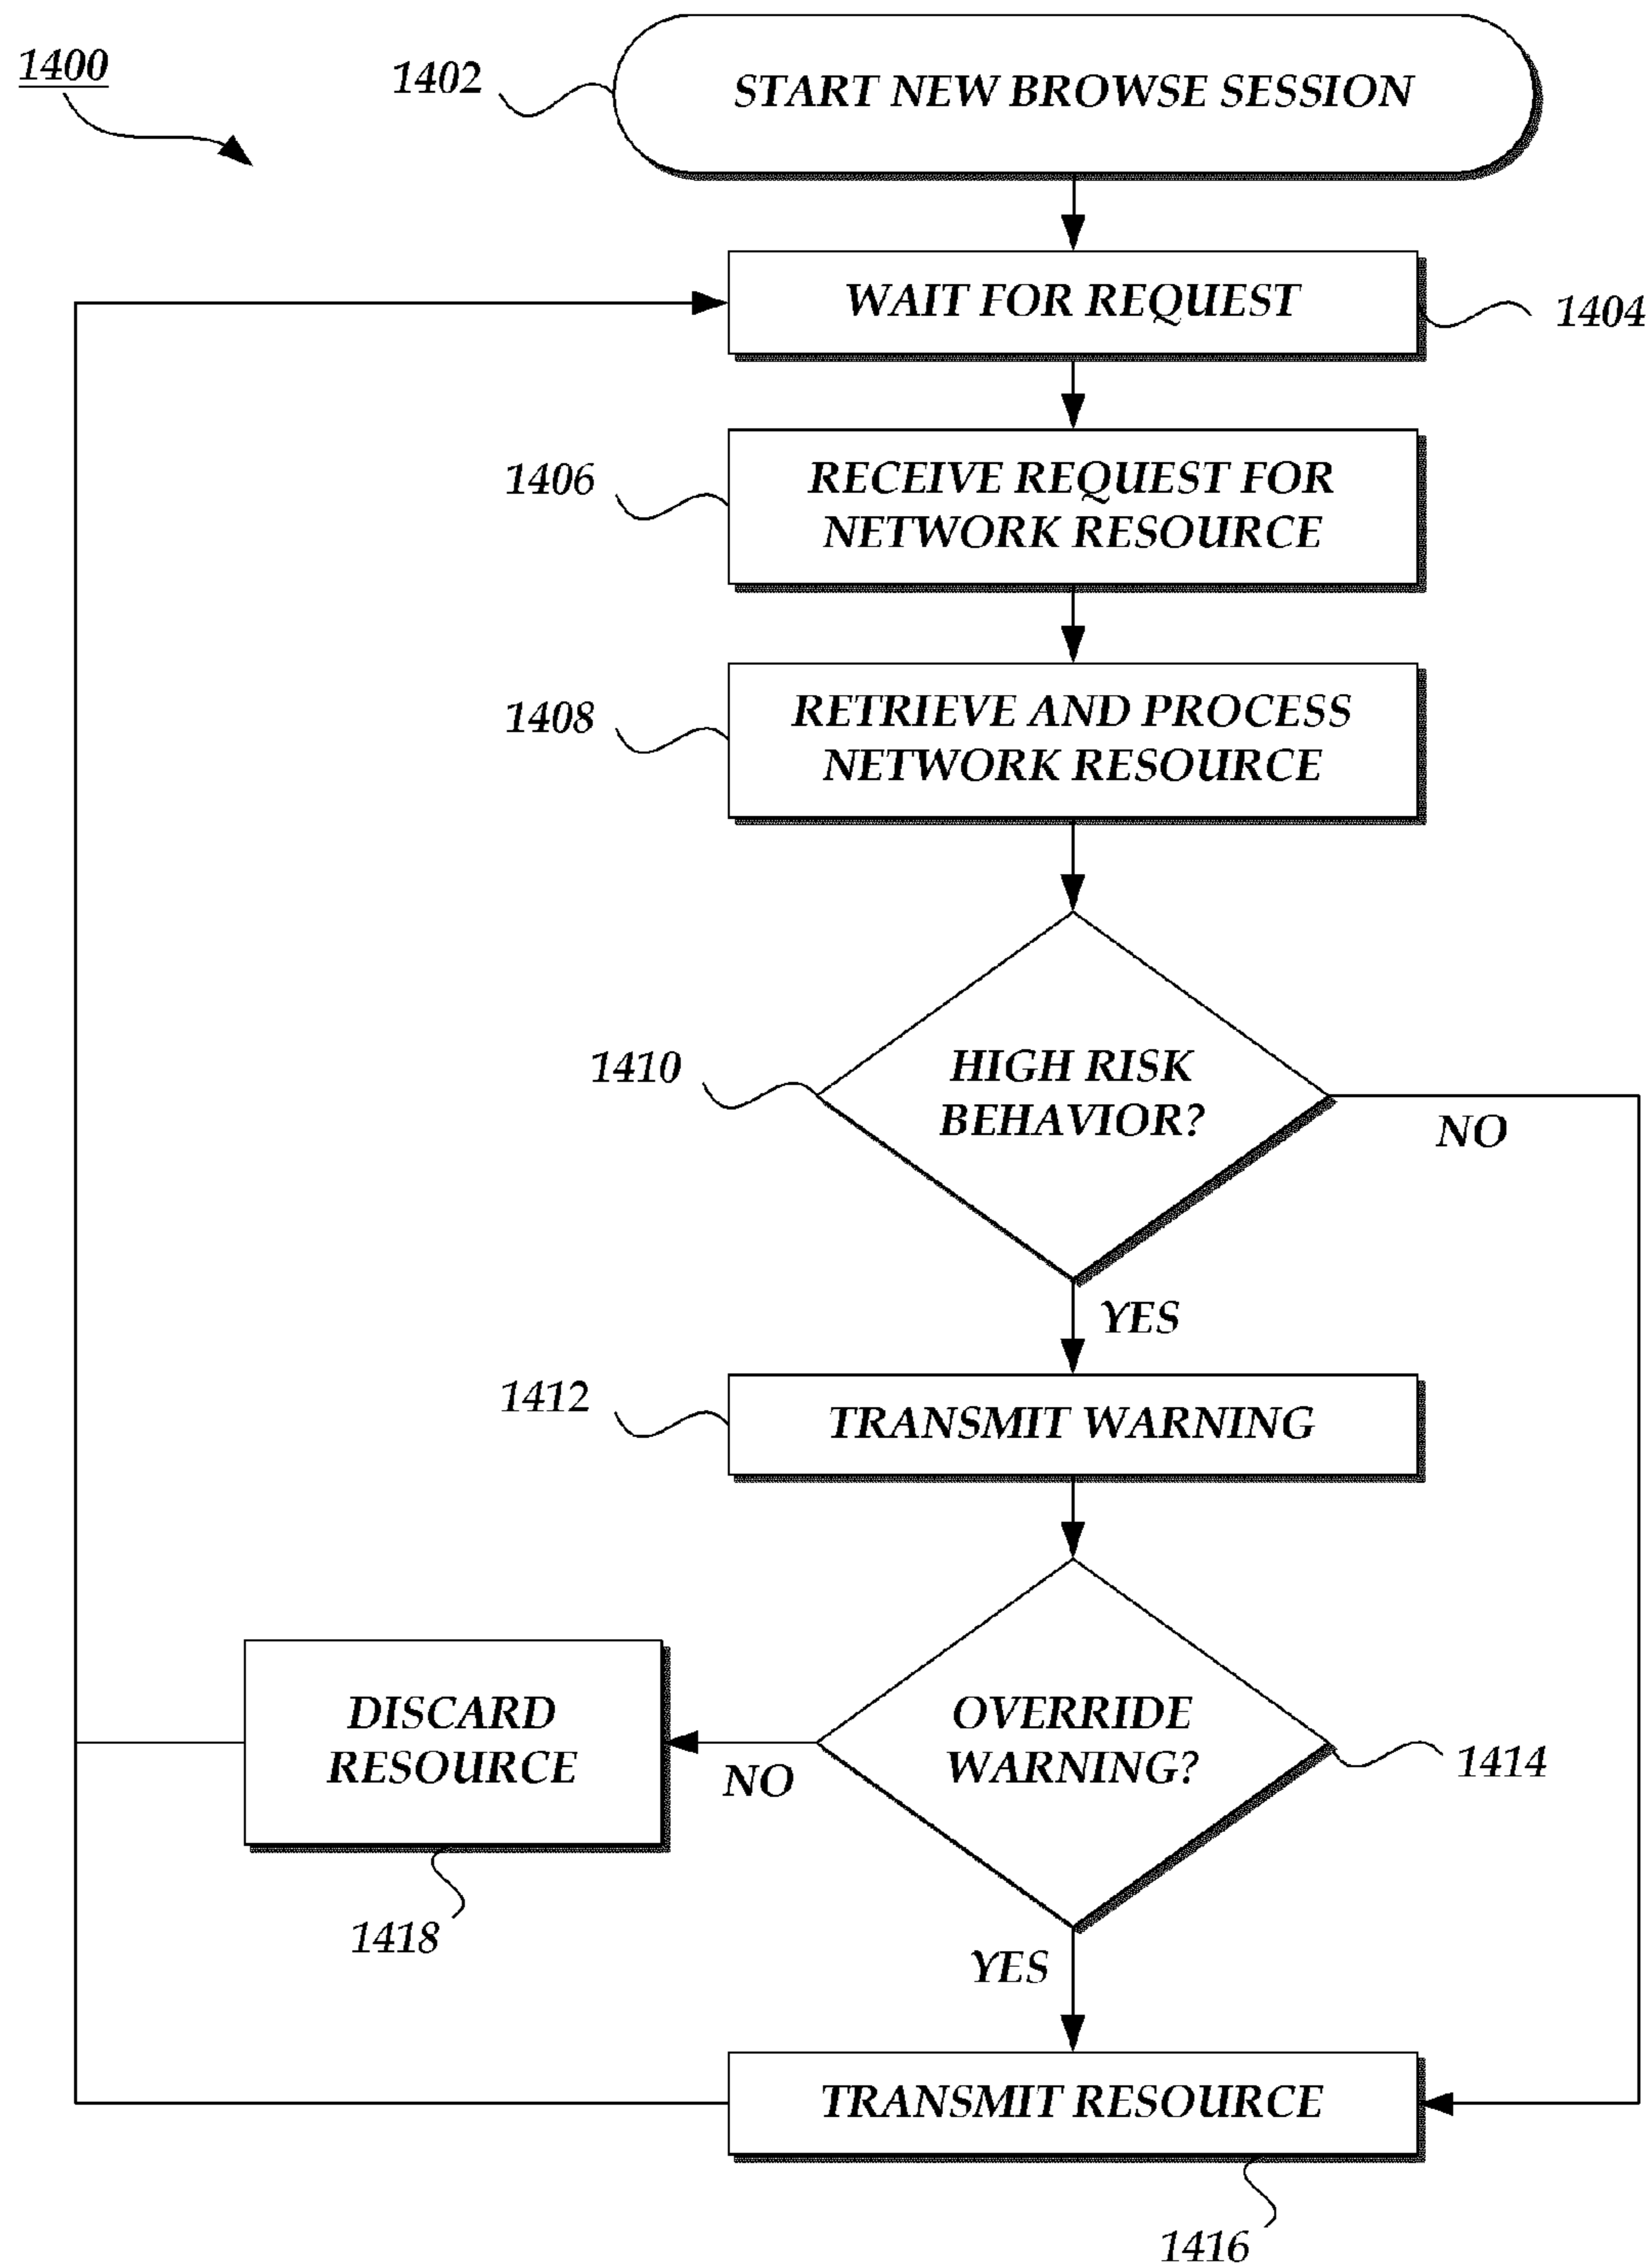 1400
1402
START NEW BROWSE SESSION
WAIT FOR REQUEST
1404
1406
RECEIVE REQUEST FOR
NETWORK RESOURCE
1408
RETRIEVE AND PROCESS
NETWORK RESOURCE
1410
HIGH RISK
BEHAVIOR?
NO
YES
1412
TRANSMIT WARNING
DISCARD
RESOURCE
NO
OVERRIDE
WARNING?
1414
1418
YES
TRANSMIT RESOURCE
1416